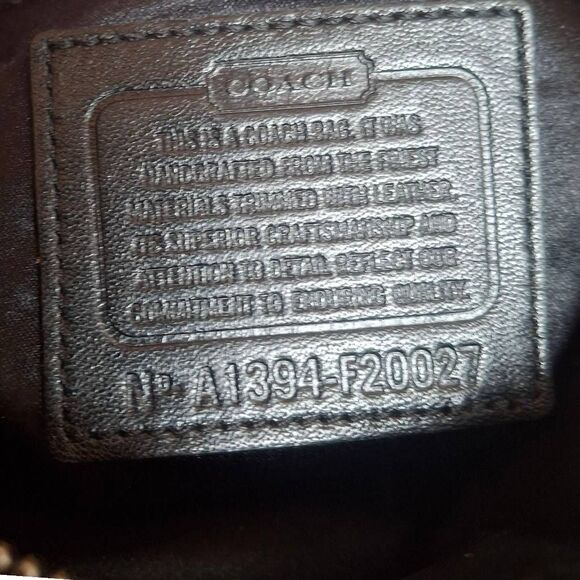 COACH
THIS IS A COACH BAG. IT WAS
HANDCRAFTED FROM THE FINEST
MATERIALS TRIMMED WITH LEATHER.
ITS SUPERIOR CRAFTSMANSHIP AND
ATTENTION TO DETAIL REFLECT OUR
COMMITMENT TO ENDURING QUALITY.
Nº A1394-F20027